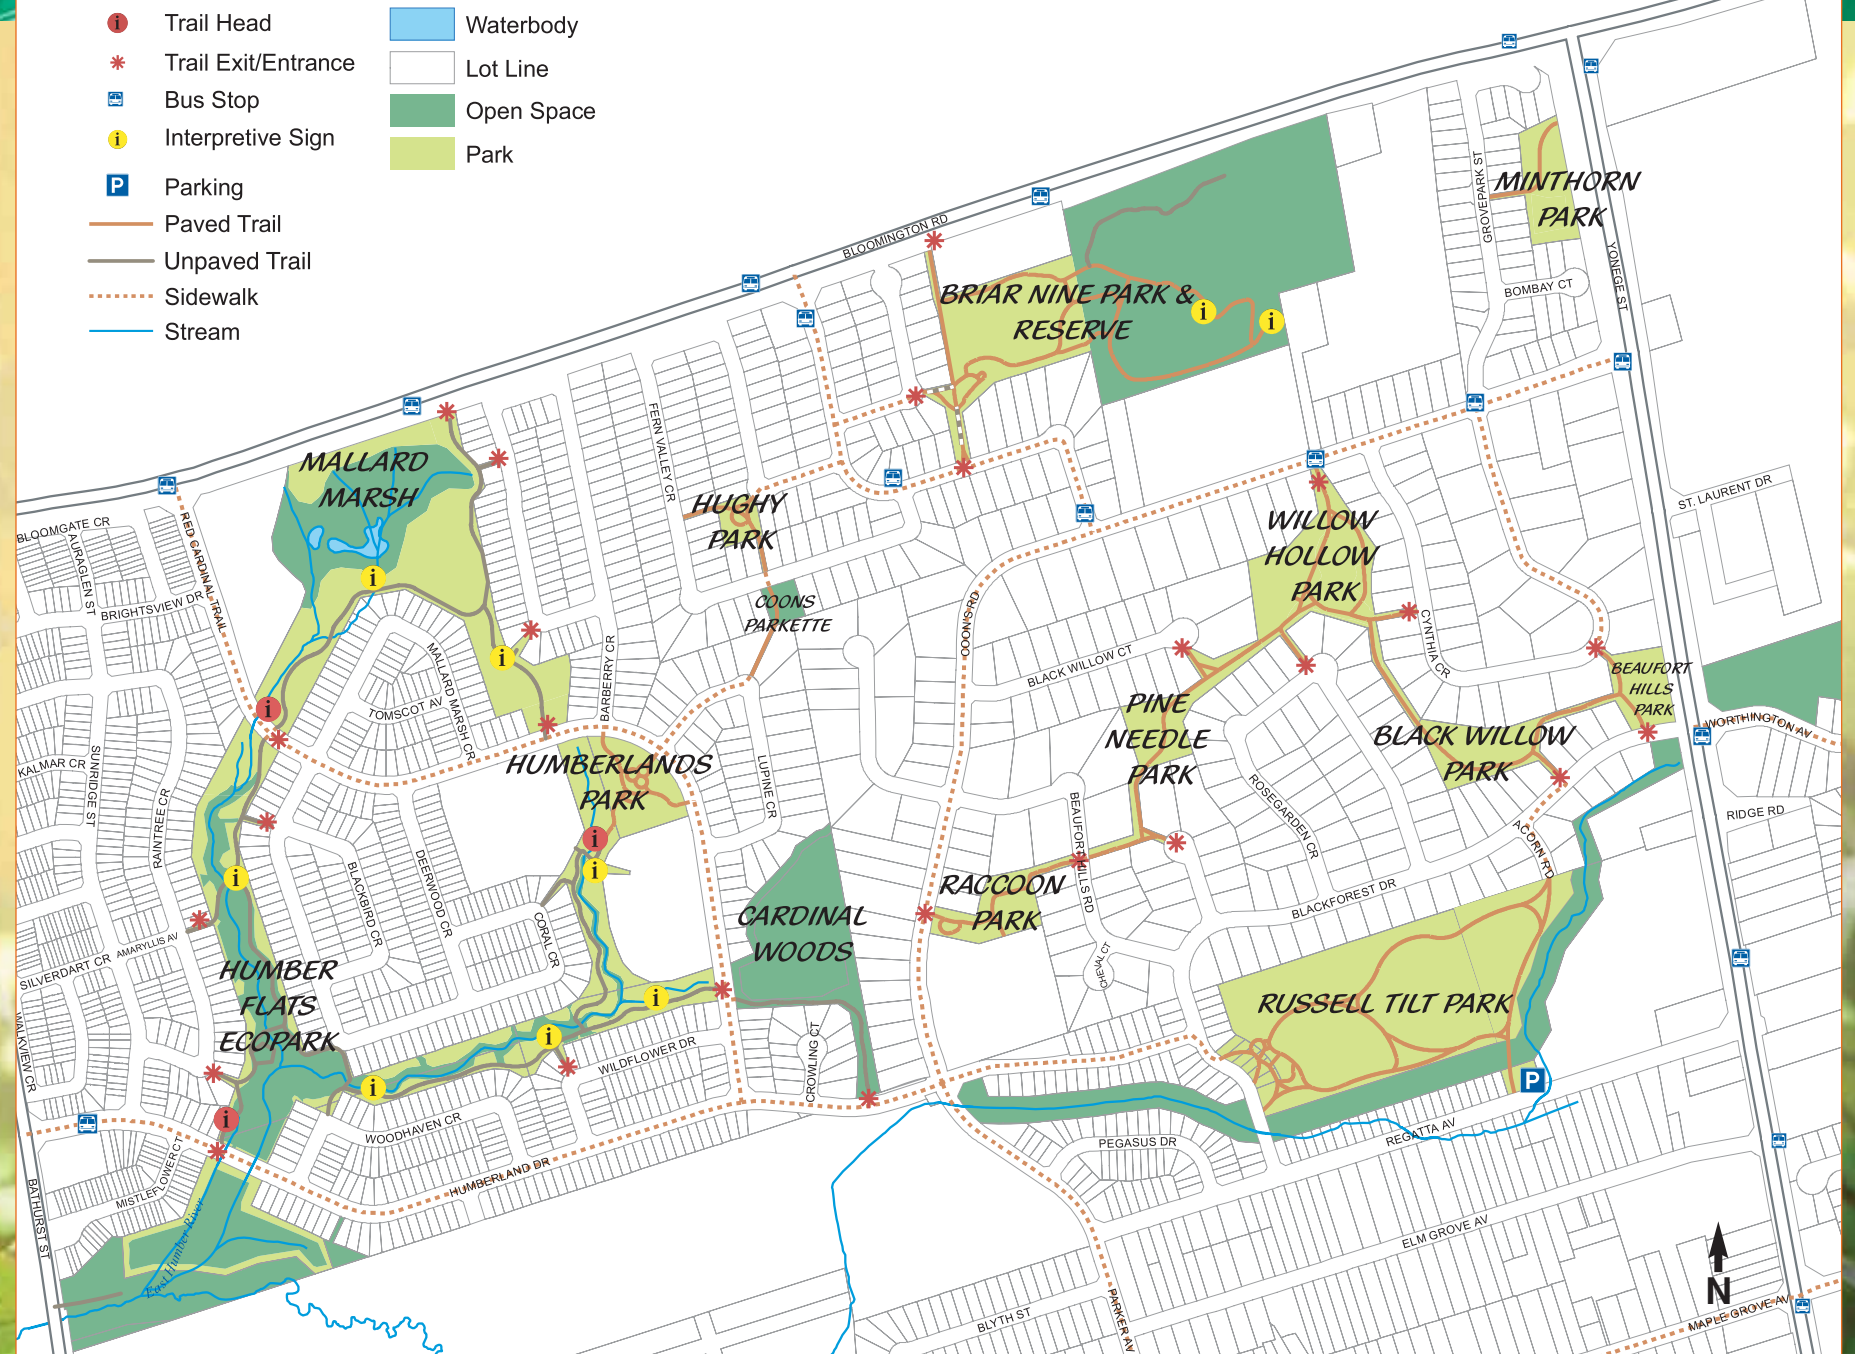 i Trail Head
Trail Exit/Entrance
Bus Stop
i Interpretive Sign
P Parking
Paved Trail
Unpaved Trail
Sidewalk
Stream
Waterbody
Lot Line
Open Space
Park
BLOOMINGTON RD
MINTHORN
PARK
GROVEPARK ST
YONEGE ST
BOMBAY CT
BRIAR NINE PARK &
RESERVE
i
i
FERN VALLEY CR
MALLARD
MARSH
HUGHY
PARK
WILLOW
HOLLOW
PARK
ST. LAURENT DR
BLOOMGATE CR
AURAGLEN ST
RED CARDINAL TRAIL
BRIGHTSVIEW DR
i
COONS
PARKETTE
COON'S RD
CYNTHIA CR
BLACK WILLOW CT
BEAUFORT
HILLS
PARK
MALLARD MARSH CR
TOMSCOT AV
i
BARBERRY CR
i
PINE
NEEDLE
PARK
BLACK WILLOW
PARK
WORTHINGTON AV
KALMAR CR
SUNRIDGE ST
RAINTREE CR
HUMBERLANDS
PARK
LUPINE CR
ROSEGARDEN CR
BEAUFORT HILLS RD
ACORN RD
RIDGE RD
i
i
i
BLACKBIRD CR
DEERWOOD CR
CORAL CR
RACCOON
PARK
BLACKFOREST DR
CARDINAL
WOODS
SILVERDART CR
AMARYLLIS AV
CHEVAL CT
HUMBER
FLATS
ECOPARK
i
i
RUSSELL TILT PARK
WALKVIEW CR
WILDFLOWER DR
CROWLING CT
i
P
i
WOODHAVEN CR
REGATTA AV
PEGASUS DR
MISTLEFLOWER CT
HUMBERLAND DR
BATHURST ST
East Humber River
ELM GROVE AV
PARKER AV
BLYTH ST
MAPLE GROVE AV
N